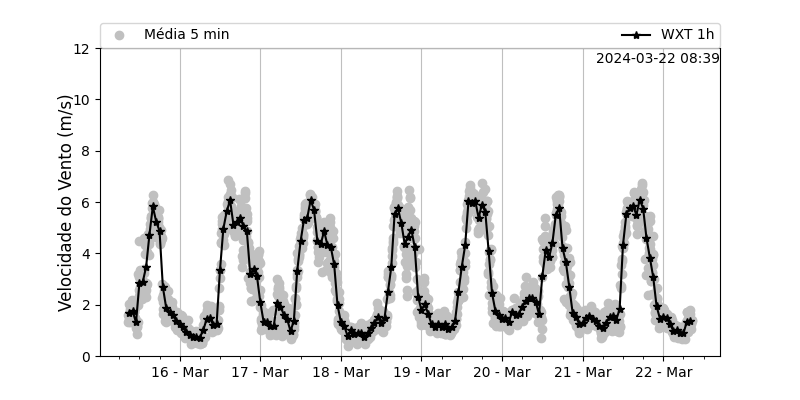 Média 5 min
WXT 1h
2024-03-22 08:39
Velocidade do Vento (m/s)
12
10
8
6
4
2
0
16 - Mar
17 - Mar
18 - Mar
19 - Mar
20 - Mar
21 - Mar
22 - Mar